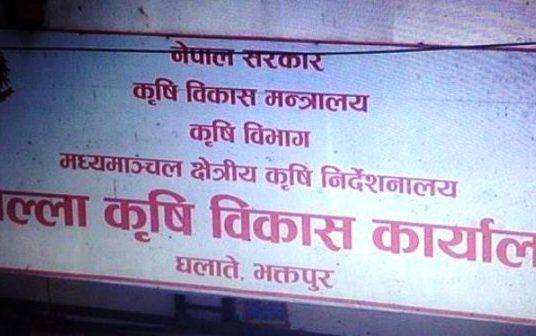 नेपाल सरकार
कृषि विकास मन्त्रालय
कृषि विभाग
मध्यमाञ्चल क्षेत्रीय कृषि निर्देशनालय
ल्ला कृषि विकास कार्याल
घलाते, भक्तपुर